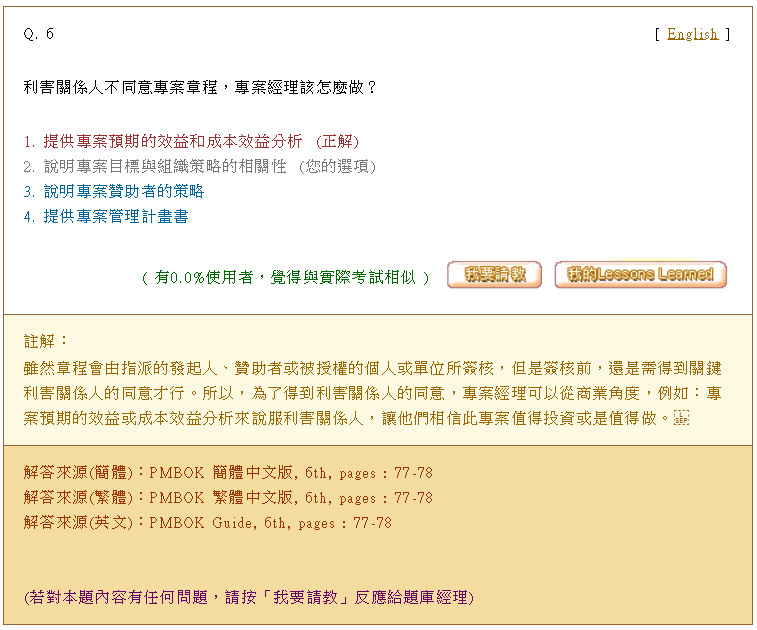 Q. 6 [ English ]
利害關係人不同意專案章程，專案經理該怎麼做？
1. 提供專案預期的效益和成本效益分析 (正解)
2. 說明專案目標與組織策略的相關性 (您的選項)
3. 說明專案贊助者的策略
4. 提供專案管理計畫書
( 有0.0%使用者，覺得與實際考試相似 ) 我要請教 我的Lessons Learned
註解：
雖然章程會由指派的發起人、贊助者或被授權的個人或單位所簽核，但是簽核前，還是需得到關鍵
利害關係人的同意才行。所以，為了得到利害關係人的同意，專案經理可以從商業角度，例如：專
案預期的效益或成本效益分析來說服利害關係人，讓他們相信此專案值得投資或是值得做。
解答來源(簡體)：PMBOK 簡體中文版, 6th, pages : 77-78
解答來源(繁體)：PMBOK 繁體中文版, 6th, pages : 77-78
解答來源(英文)：PMBOK Guide, 6th, pages : 77-78
(若對本題內容有任何問題，請按「我要請教」反應給題庫經理)